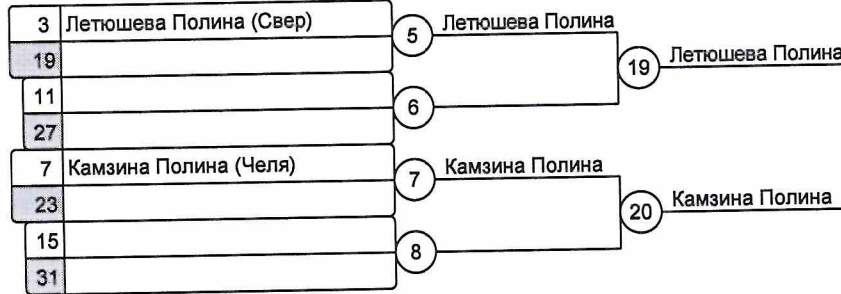 3 Летюшева Полина (Свер)
19
11
27
7 Камзина Полина (Челя)
23
15
31
5 Летюшева Полина
6
7 Камзина Полина
8
19 Летюшева Полина
20 Камзина Полина